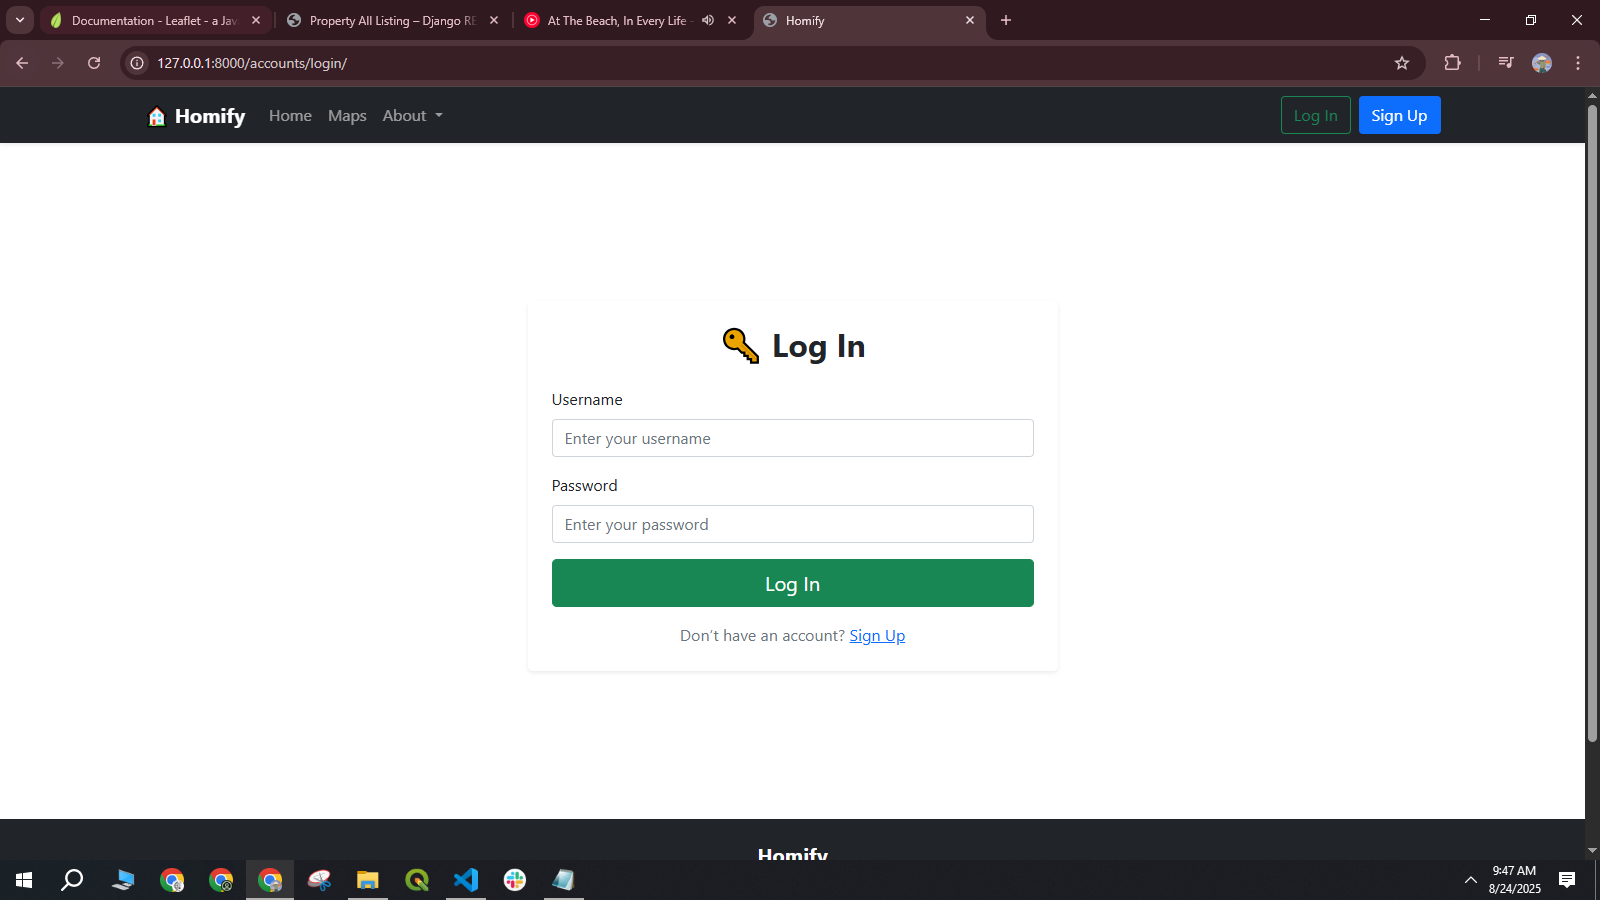 Documentation - Leaflet - a Jav
Property All Listing – Django RE
At The Beach, In Every Life -
Homify
127.0.0.1:8000/accounts/login/
Homify
Home
Maps
About
Log In
Sign Up
Log In
Username
Enter your username
Password
Enter your password
Log In
Don't have an account? Sign Up
Homify
9:47 AM
8/24/2025